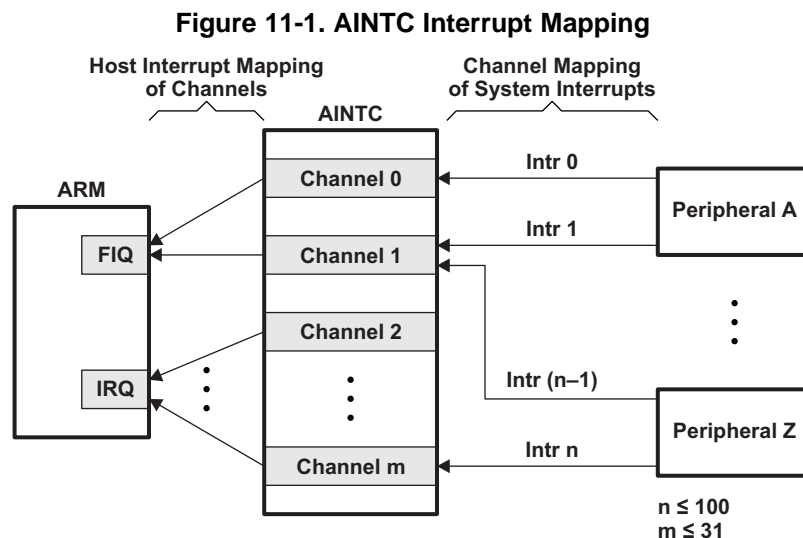 Figure 11-1. AINTC Interrupt Mapping
Host Interrupt Mapping
of Channels
Channel Mapping
of System Interrupts
AINTC
ARM
Channel 0
Intr 0
Peripheral A
FIQ
Channel 1
Intr 1
Channel 2
IRQ
Intr (n–1)
Peripheral Z
Channel m
Intr n
n ≤ 100
m ≤ 31